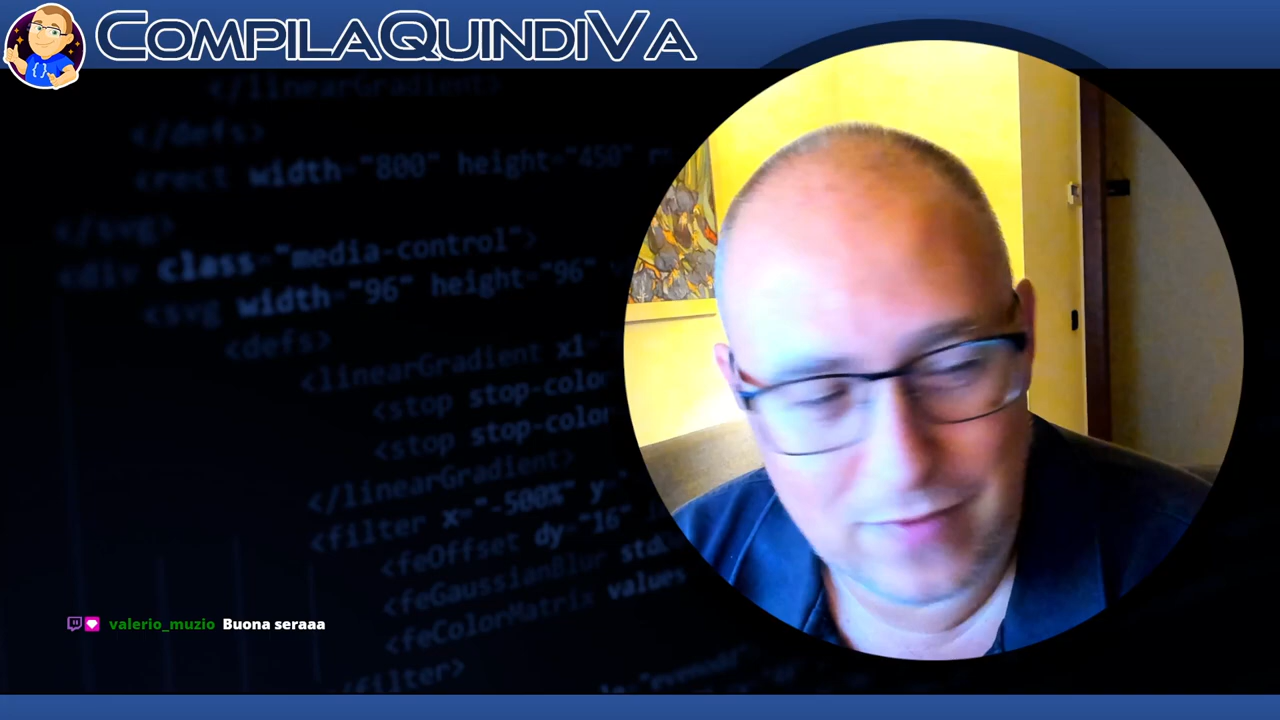 CompilaQuindiVa
</linearGradient>
</defs>
<rect width="800" height="450"
</svg>
<div class="media-control">
<svg width="96" height="96"
<defs>
<linearGradient x1="
<stop stop-color
<stop stop-color
</linearGradient>
<filter x="-500%" y="
<feOffset dy="16"
<feGaussianBlur
<feColorMatrix values
</filter>
{}
valerio_muzio Buona seraaa